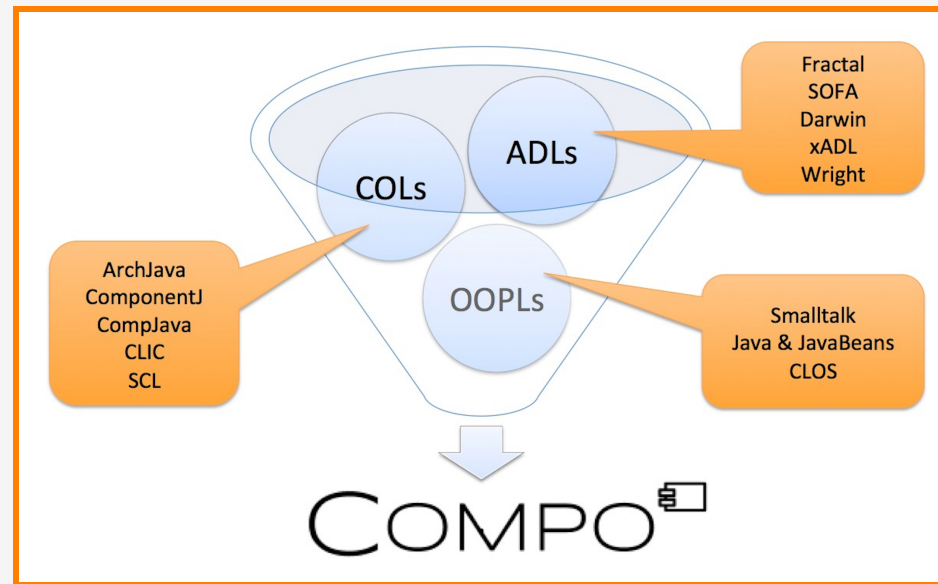 Fractal
SOFA
Darwin
xADL
Wright
ADLs
COLs
ArchJava
ComponentJ
CompJava
CLIC
SCL
OOPLs
Smalltalk
Java & JavaBeans
CLOS
COMPO